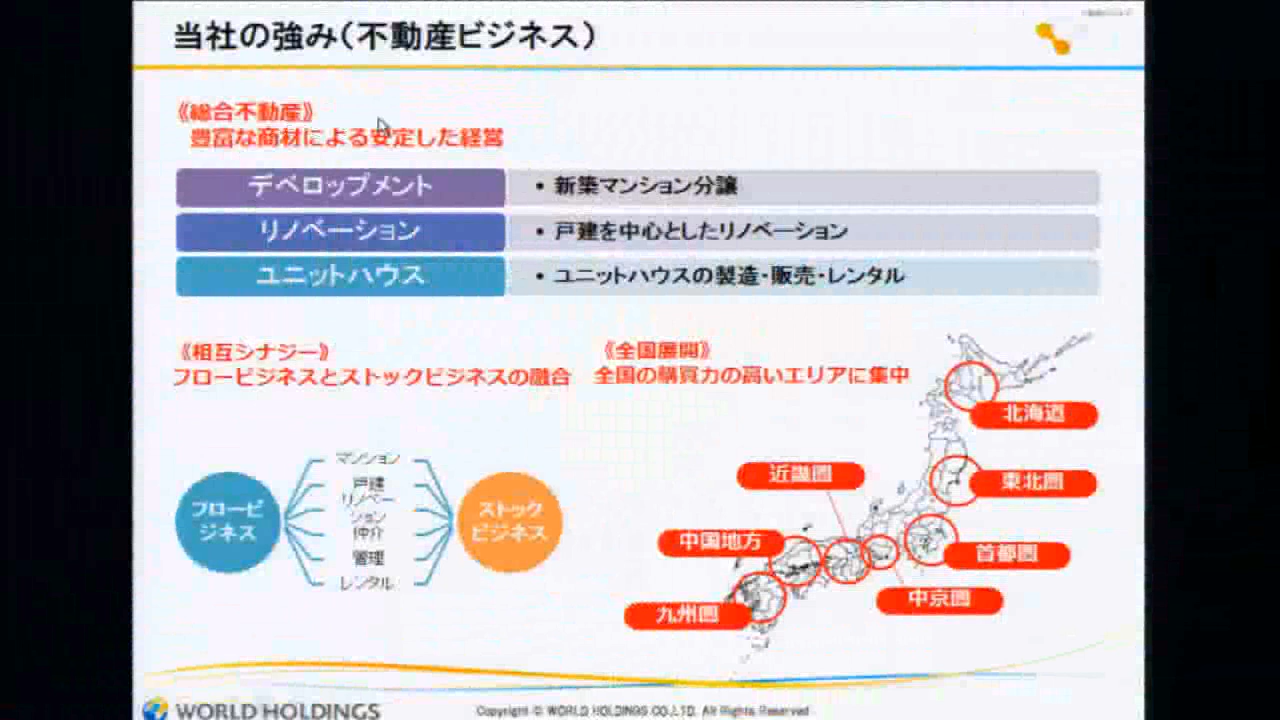 当社の強み(不動産ビジネス)
《総合不動産》
豊富な商材による安定した経営
デベロップメント
・新築マンション分譲
リノベーション
・戸建を中心としたリノベーション
ユニットハウス
・ユニットハウスの製造・販売・レンタル
《相互シナジー》
フロービジネスとストックビジネスの融合
フロービ
ジネス
マンション
戸建
リノベー
ション
仲介
管理
レンタル
ストック
ビジネス
《全国展開》
全国の購買力の高いエリアに集中
北海道
東北圏
近畿圏
中国地方
首都圏
中京圏
九州圏
WORLD HOLDINGS
Copyright © WORLD HOLDINGS CO.,LTD. All Rights Reserved